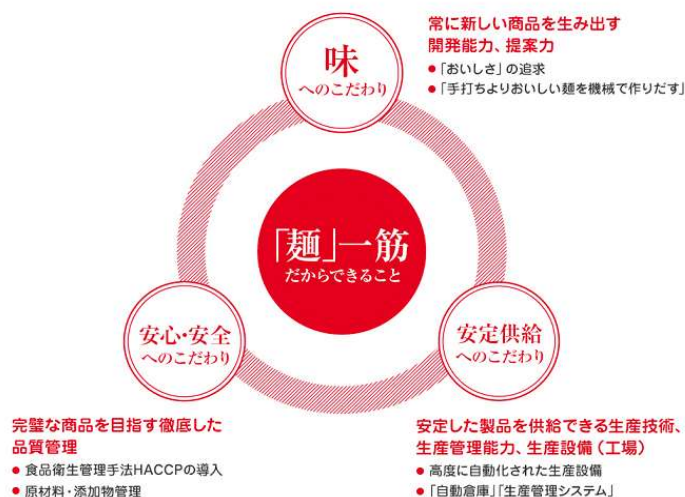 味
へのこだわり
常に新しい商品を生み出す
開発能力、提案力
● 「おいしさ」の追求
● 「手打ちよりおいしい麺を機械で作りだす」
「麺」一筋
だからできること
安心・安全
へのこだわり
完璧な商品を目指す徹底した
品質管理
● 食品衛生管理手法HACCPの導入
● 原材料・添加物管理
安定供給
へのこだわり
安定した製品を供給できる生産技術、
生産管理能力、生産設備（工場）
● 高度に自動化された生産設備
● 「自動倉庫」「生産管理システム」